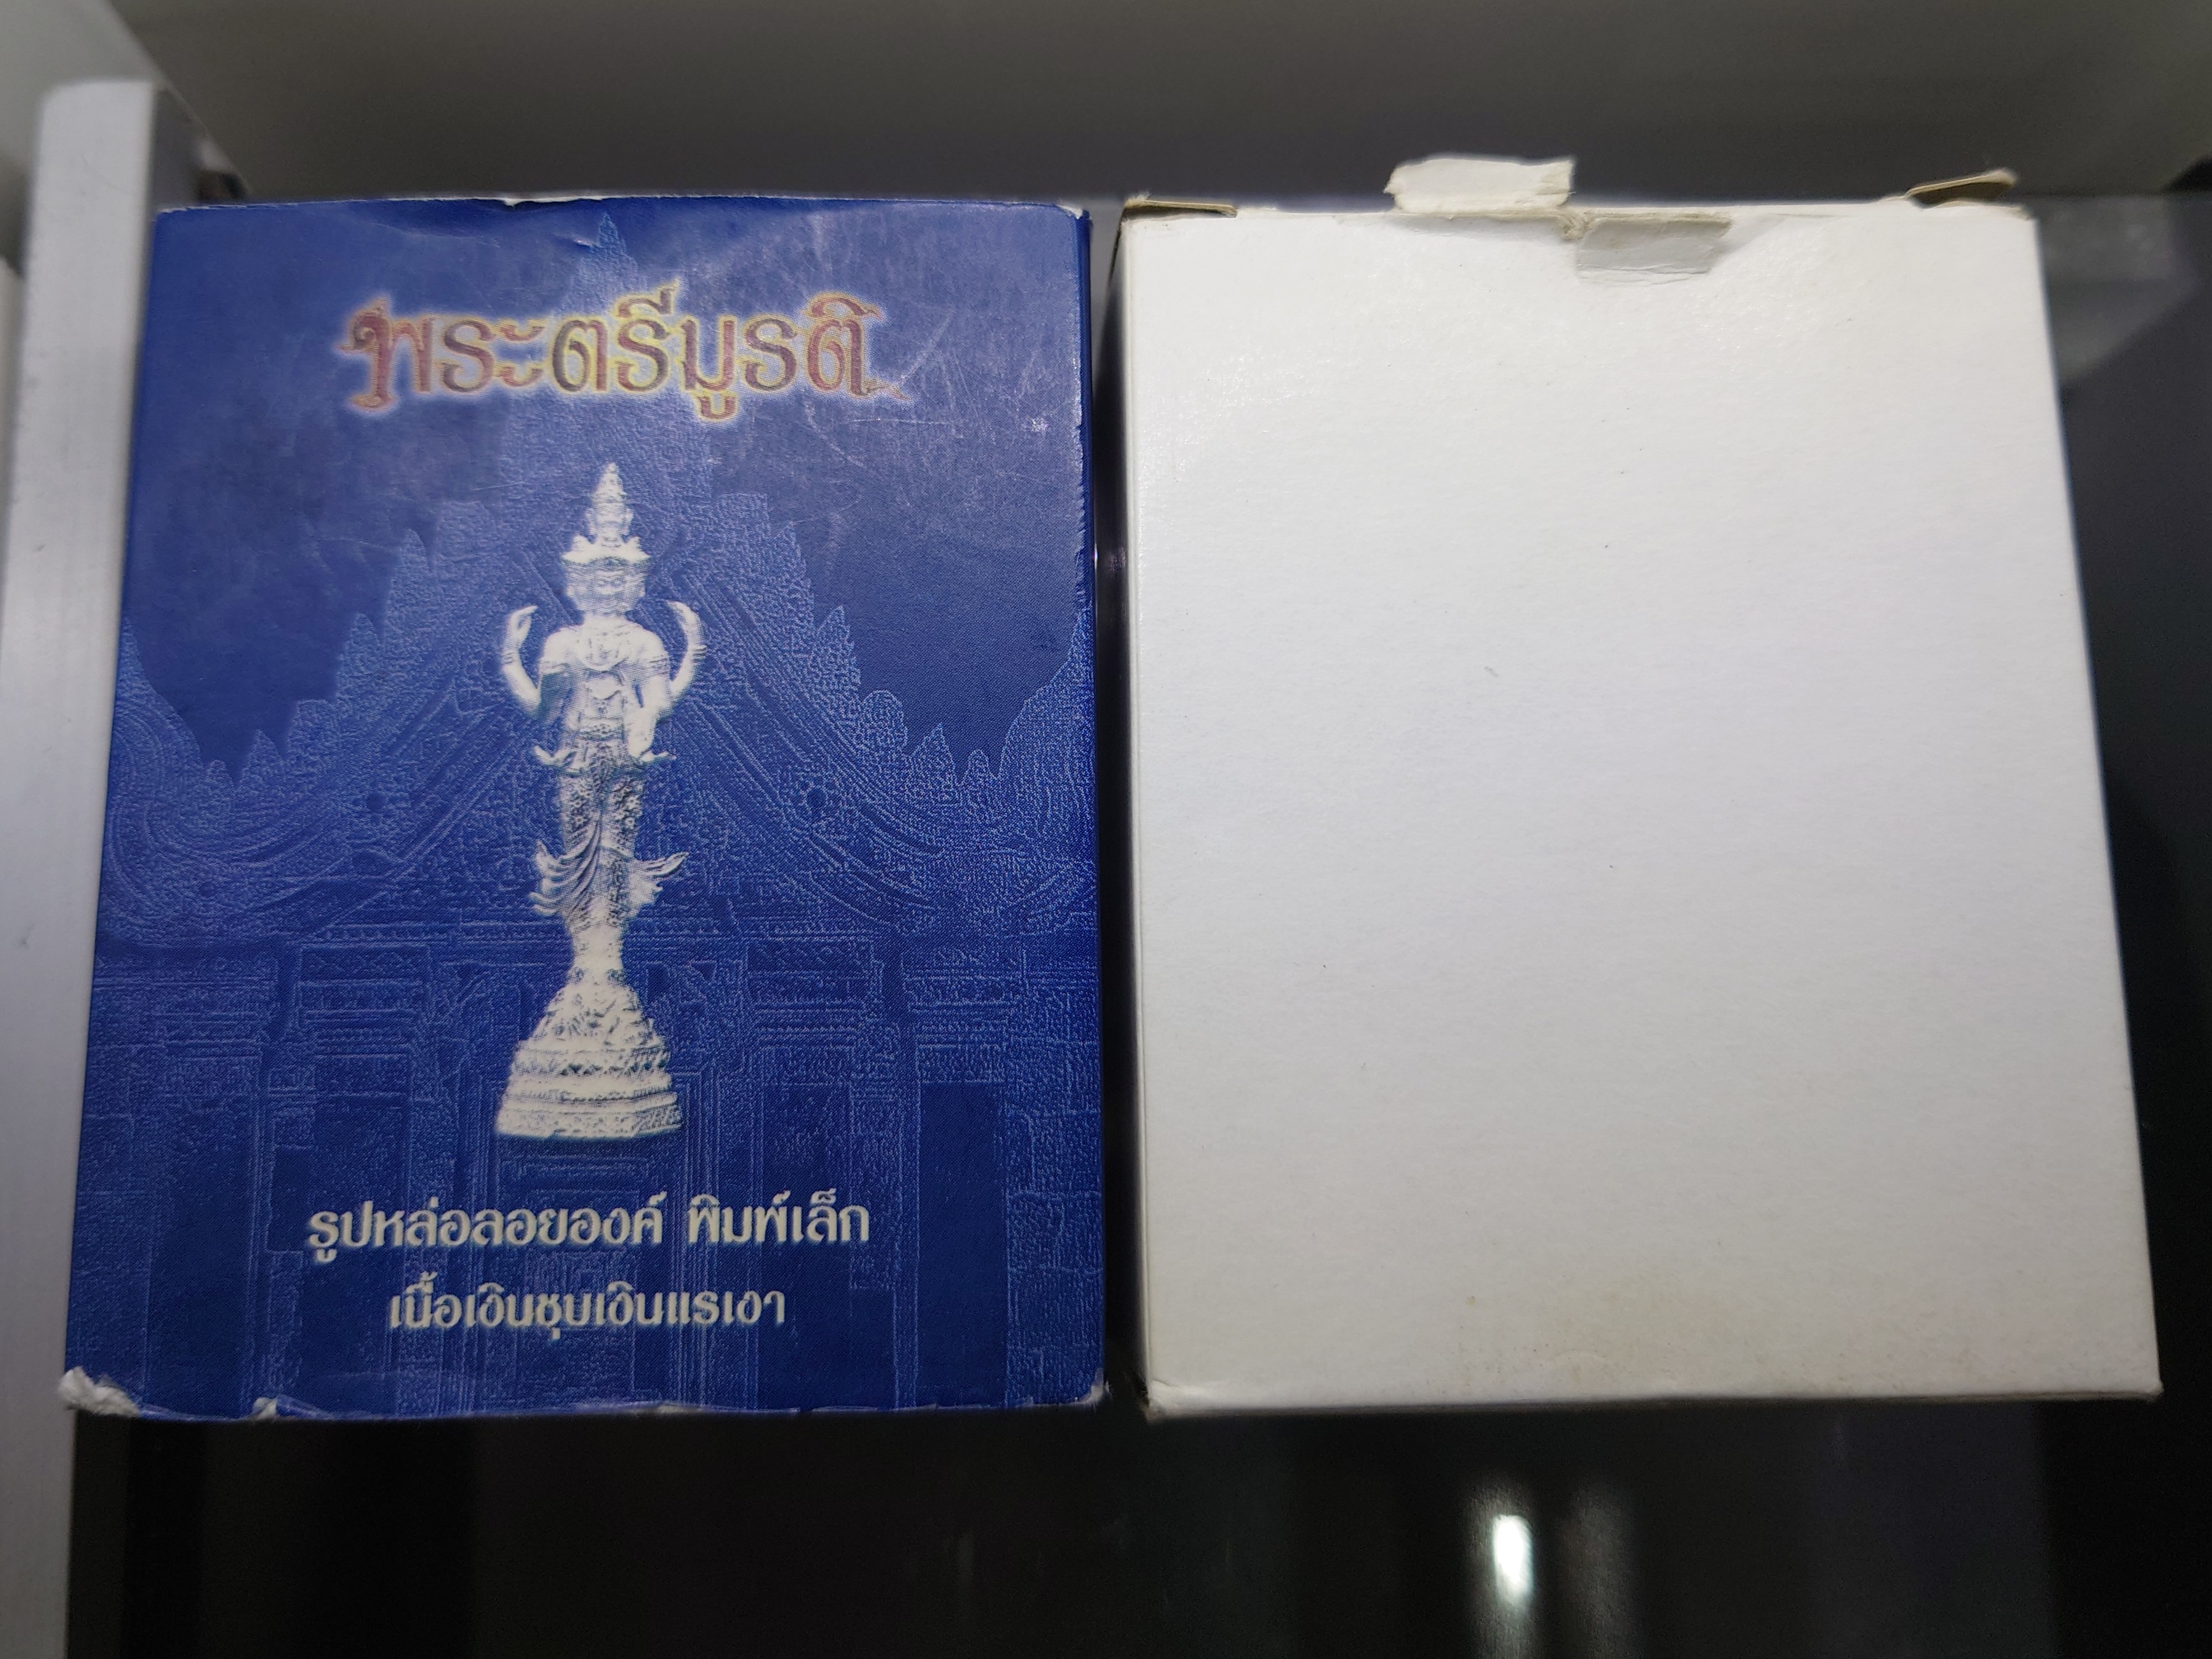 พระตรีมูรติ
รูปหล่อลอยองค์ พิมพ์เล็ก
เนื้อเงินชุบเงินแรเงา